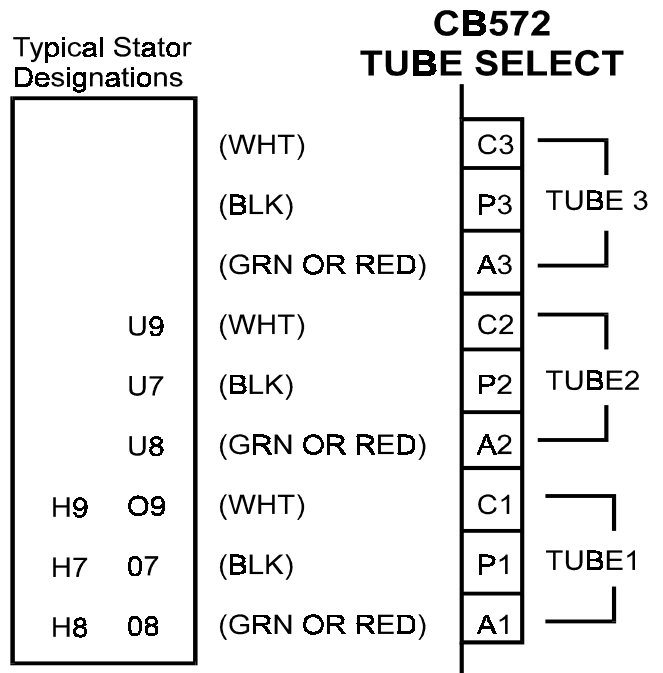 CB572
TUBE SELECT
Typical Stator
Designations
(WHT) C3
(BLK) P3 TUBE 3
(GRN OR RED) A3
U9 (WHT) C2
U7 (BLK) P2 TUBE2
U8 (GRN OR RED) A2
H9 O9 (WHT) C1
H7 07 (BLK) P1 TUBE1
H8 08 (GRN OR RED) A1